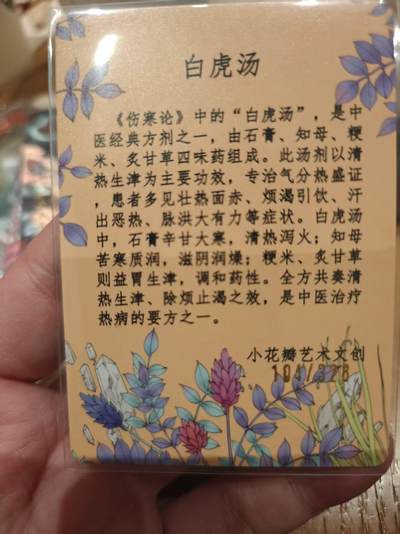 白虎汤
《伤寒论》中的“白虎汤”，是中
医经典方剂之一，由石膏、知母、粳
米、炙甘草四味药组成。此汤剂以清
热生津为主要功效，专治气分热盛证
，患者多见壮热面赤、烦渴引饮、汗
出恶热、脉洪大有力等症状。白虎汤
中，石膏辛甘大寒，清热泻火；知母
苦寒质润，滋阴润燥；粳米、炙甘草
则益胃生津，调和药性。全方共奏清
热生津、除烦止渴之效，是中医治疗
热病的要方之一。
小花瓣艺术文创
104/328